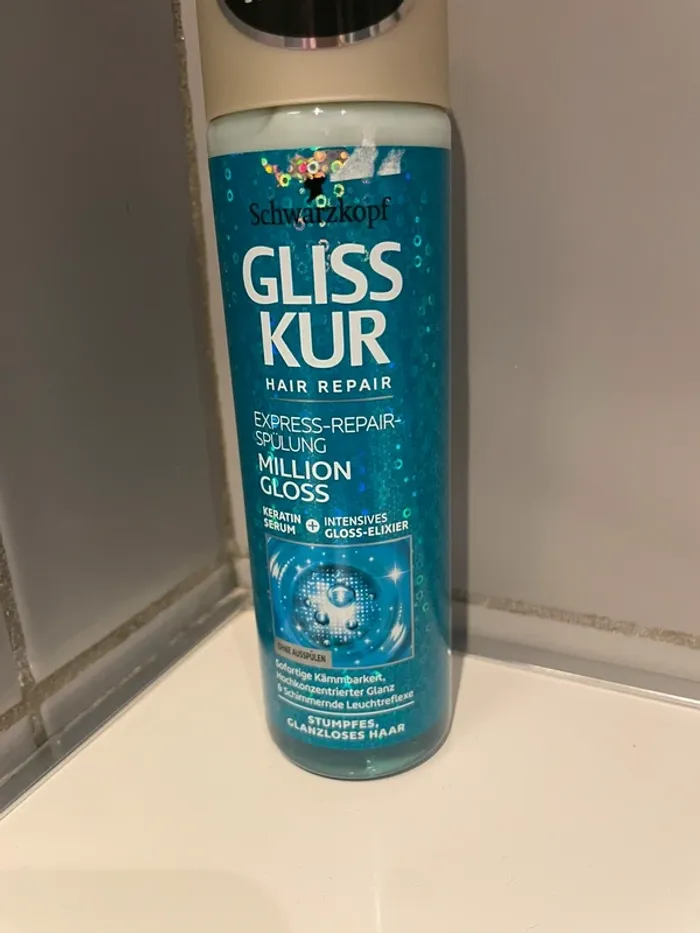 Schwarzkopf
GLISS
KUR
HAIR REPAIR
EXPRESS-REPAIR-
SPÜLUNG
MILLION
GLOSS
KERATIN
SERUM
+
INTENSIVES
GLOSS-ELIXIER
OHNE AUSSPÜLEN
Sofortige Kämmbarkeit,
Hochkonzentrierter Glanz
& Schimmernde Leuchtreflexe
STUMPFES,
GLANZLOSES HAAR